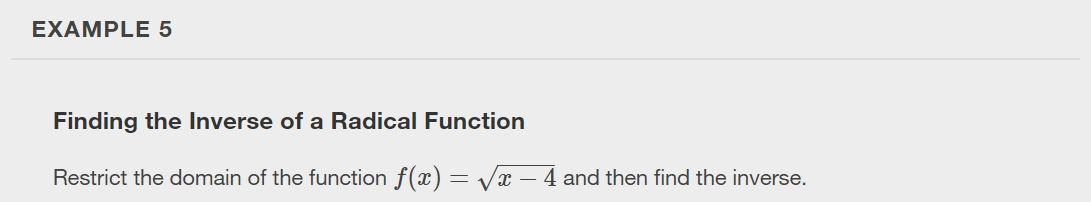 EXAMPLE 5
Finding the Inverse of a Radical Function
Restrict the domain of the function f(x) = √(x − 4) and then find the inverse.